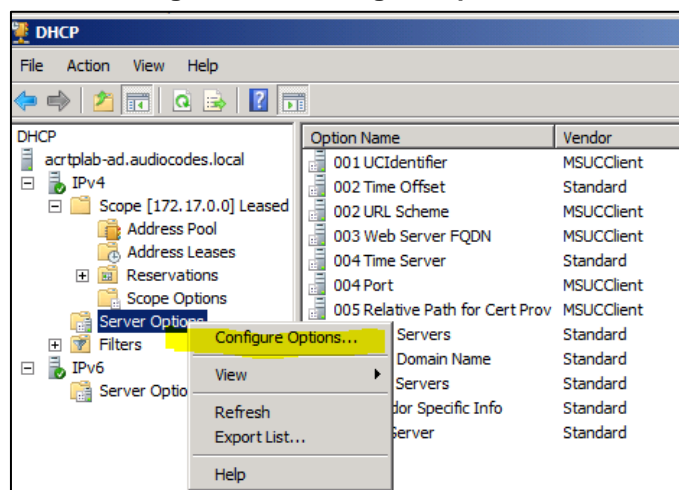 DHCP
File Action View Help
DHCP
acrtplab-ad.audiocodes.local
IPv4
Scope [172.17.0.0] Leased
Address Pool
Address Leases
Reservations
Scope Options
Server Options
Filters
IPv6
Server Optio
Option Name Vendor
001 UCIdentifier MSUCClient
002 Time Offset Standard
002 URL Scheme MSUCClient
003 Web Server FQDN MSUCClient
004 Time Server Standard
004 Port MSUCClient
005 Relative Path for Cert Prov MSUCClient
Servers Standard
Domain Name Standard
Servers Standard
dor Specific Info Standard
Server Standard
Configure Options...
View
Refresh
Export List...
Help